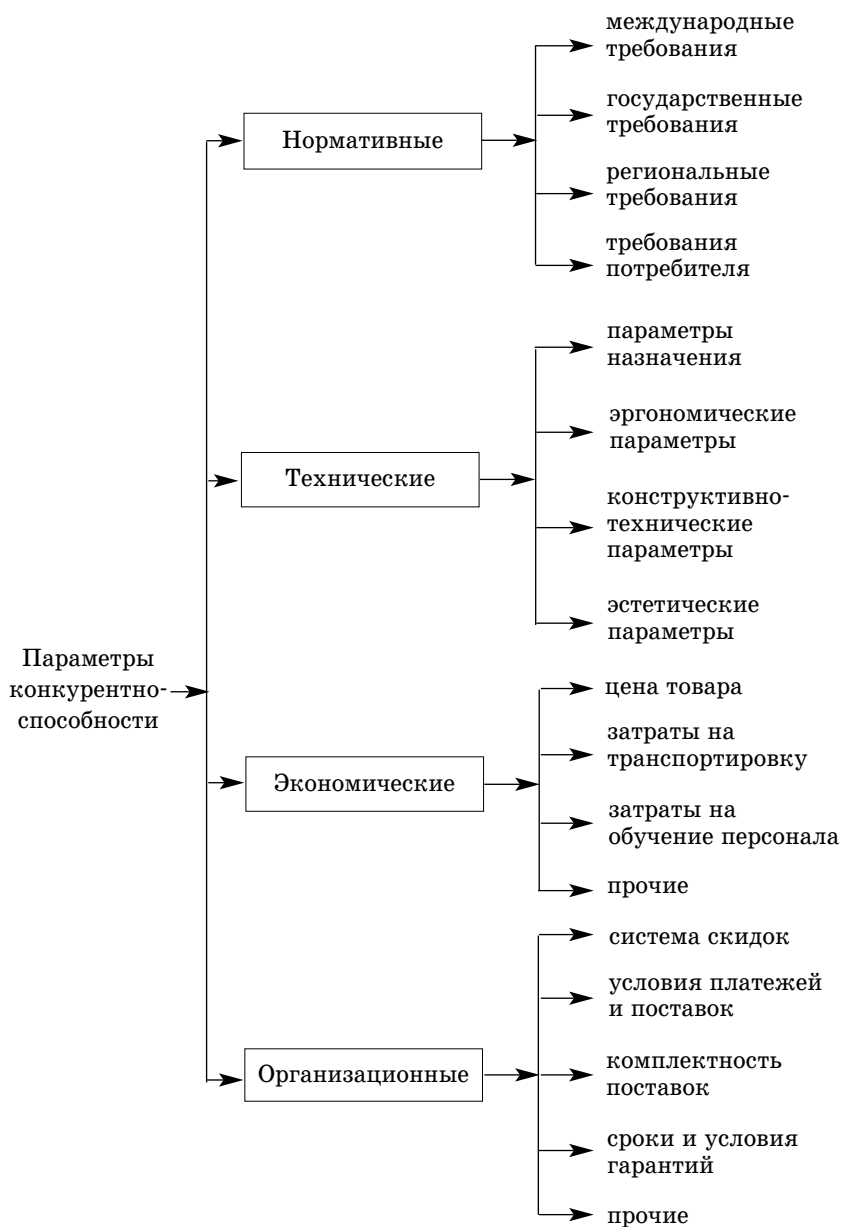 Параметры
конкурентно-
способности
Нормативные
международные
требования
государственные
требования
региональные
требования
требования
потребителя
Технические
параметры
назначения
эргономические
параметры
конструктивно-
технические
параметры
эстетические
параметры
Экономические
цена товара
затраты на
транспортировку
затраты на
обучение персонала
прочие
Организационные
система скидок
условия платежей
и поставок
комплектность
поставок
сроки и условия
гарантий
прочие